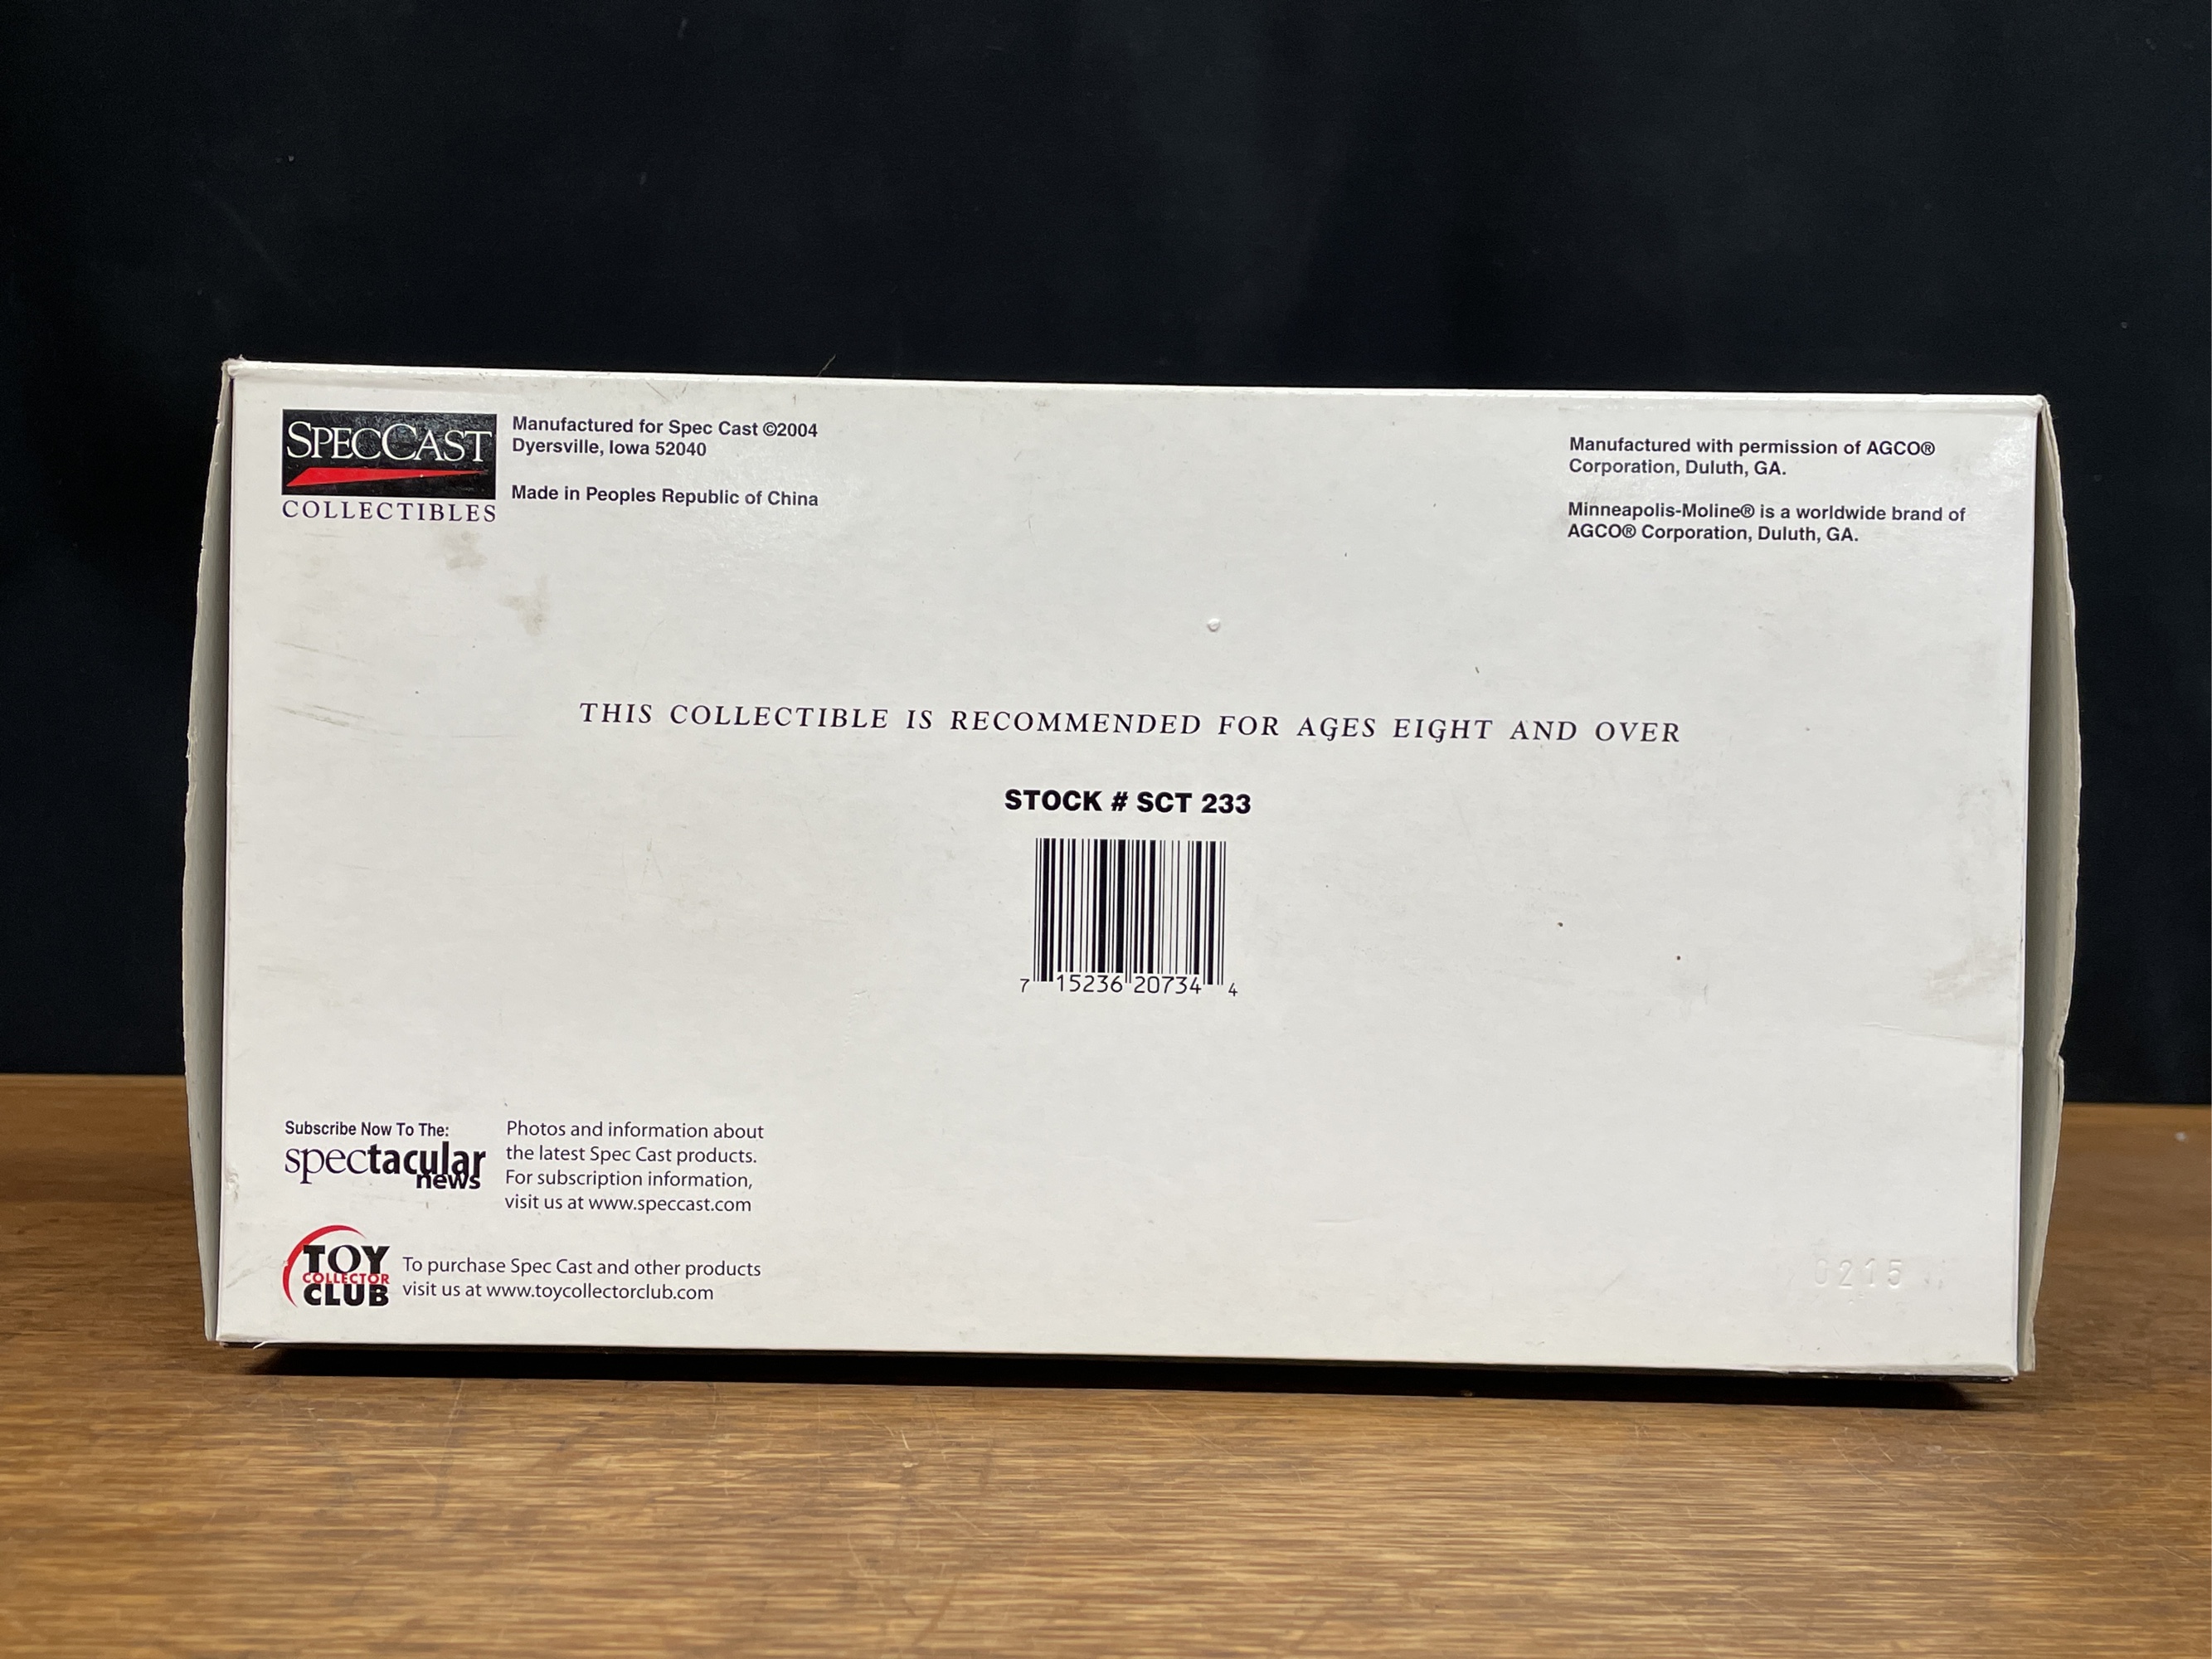 SPECCAST
COLLECTIBLES
Manufactured for Spec Cast ©2004
Dyersville, Iowa 52040
Made in Peoples Republic of China
Manufactured with permission of AGCO®
Corporation, Duluth, GA.
Minneapolis-Moline® is a worldwide brand of
AGCO® Corporation, Duluth, GA.
THIS COLLECTIBLE IS RECOMMENDED FOR AGES EIGHT AND OVER
STOCK # SCT 233
7 15236 20734 4
Subscribe Now To The:
spectacular
news
Photos and information about
the latest Spec Cast products.
For subscription information,
visit us at www.speccast.com
TOY
COLLECTOR
CLUB
To purchase Spec Cast and other products
visit us at www.toycollectorclub.com
0215